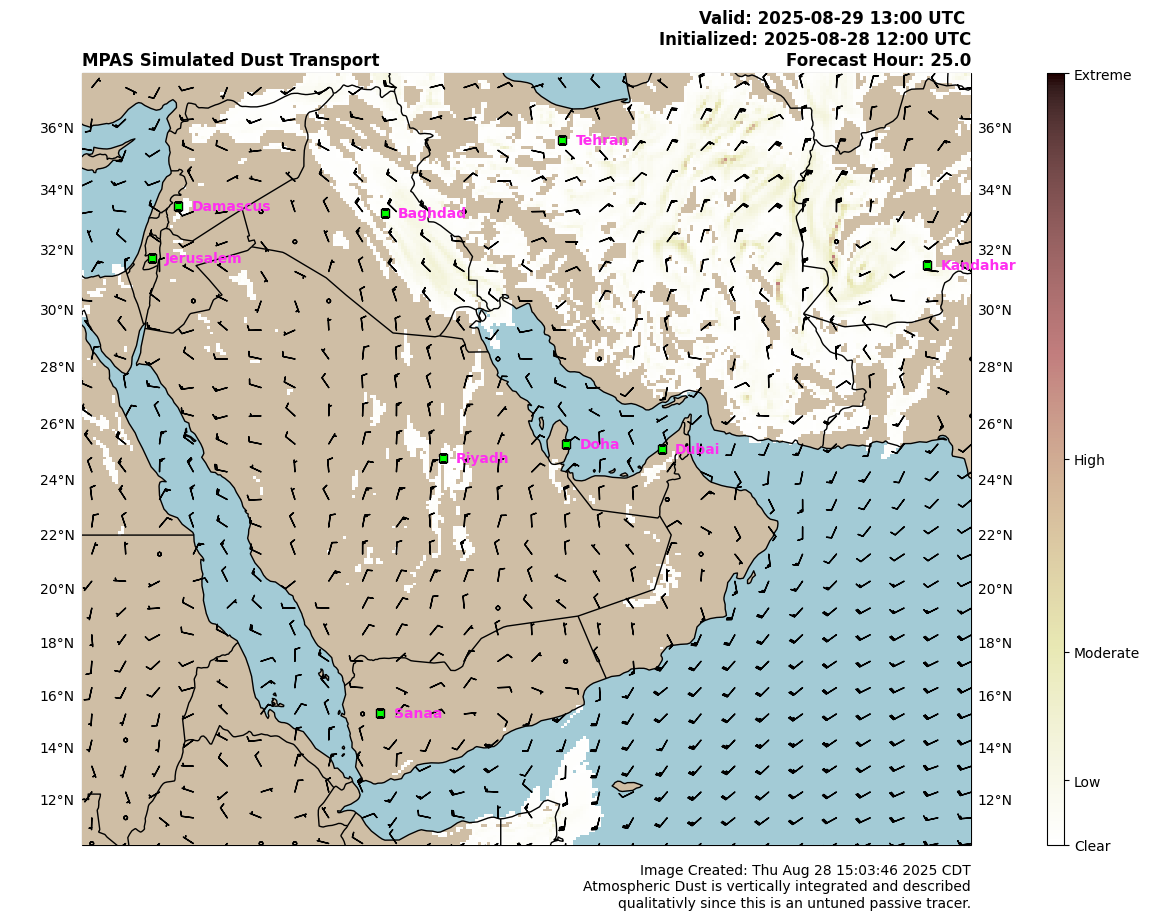 Valid: 2025-08-29 13:00 UTC
Initialized: 2025-08-28 12:00 UTC
MPAS Simulated Dust Transport Forecast Hour: 25.0
Extreme
36°N Tehran 36°N
34°N Damascus Baghdad 34°N
32°N Jerusalem Kandahar 32°N
30°N 30°N
28°N 28°N
26°N Doha Dubai 26°N
High
24°N Riyadh 24°N
22°N 22°N
20°N 20°N
18°N 18°N
Moderate
16°N Sanaa 16°N
14°N 14°N
Low
12°N 12°N
Clear
Image Created: Thu Aug 28 15:03:46 2025 CDT
Atmospheric Dust is vertically integrated and described
qualitativly since this is an untuned passive tracer.